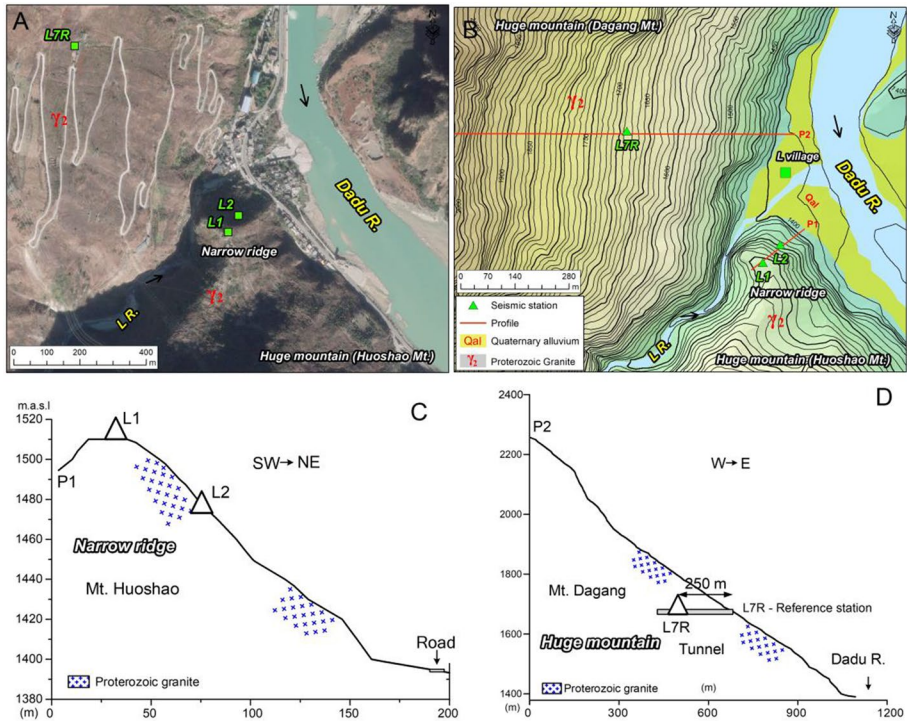 A
L7R
γ₂
L2
L1
Narrow ridge
γ₂
L.R.
Dadu R.
Huge mountain (Huoshao Mt.)
0 100 200 400
m
B
Huge mountain (Dagang Mt.)
γ₂
L7R
P2
L village
Dadu R.
Qal
P1
1400
L2
L1
Narrow ridge
γ₂
L.R.
Huge mountain (Huoshao Mt.)
0 70 140 280
m
Seismic station
Profile
Qal Quaternary alluvium
γ₂ Proterozoic Granite
C
m.a.s.l
1520
1500
1480
1460
1440
1420
1400
1380
L1
P1
SW→NE
L2
Narrow ridge
Mt. Huoshao
Road
Proterozoic granite
(m) 0 50 100 150 200
D
2400
2200
2000
1800
1600
1400
P2
W→E
250 m
Mt. Dagang
L7R - Reference station
L7R
Huge mountain
Tunnel
Dadu R.
Proterozoic granite (m)
(m) 0 300 600 900 1200